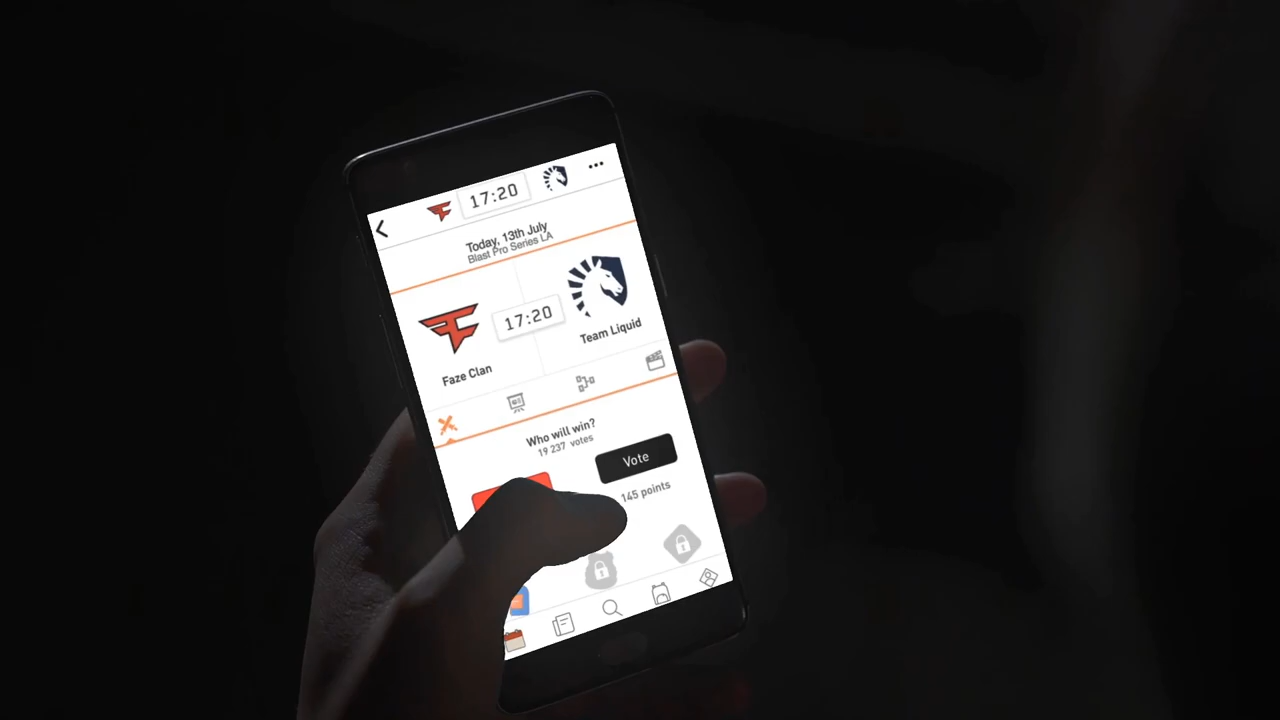 17:20
Today, 13th July
Blast Pro Series LA
17:20
Faze Clan
Team Liquid
Who will win?
19 237 votes
Vote
145 points